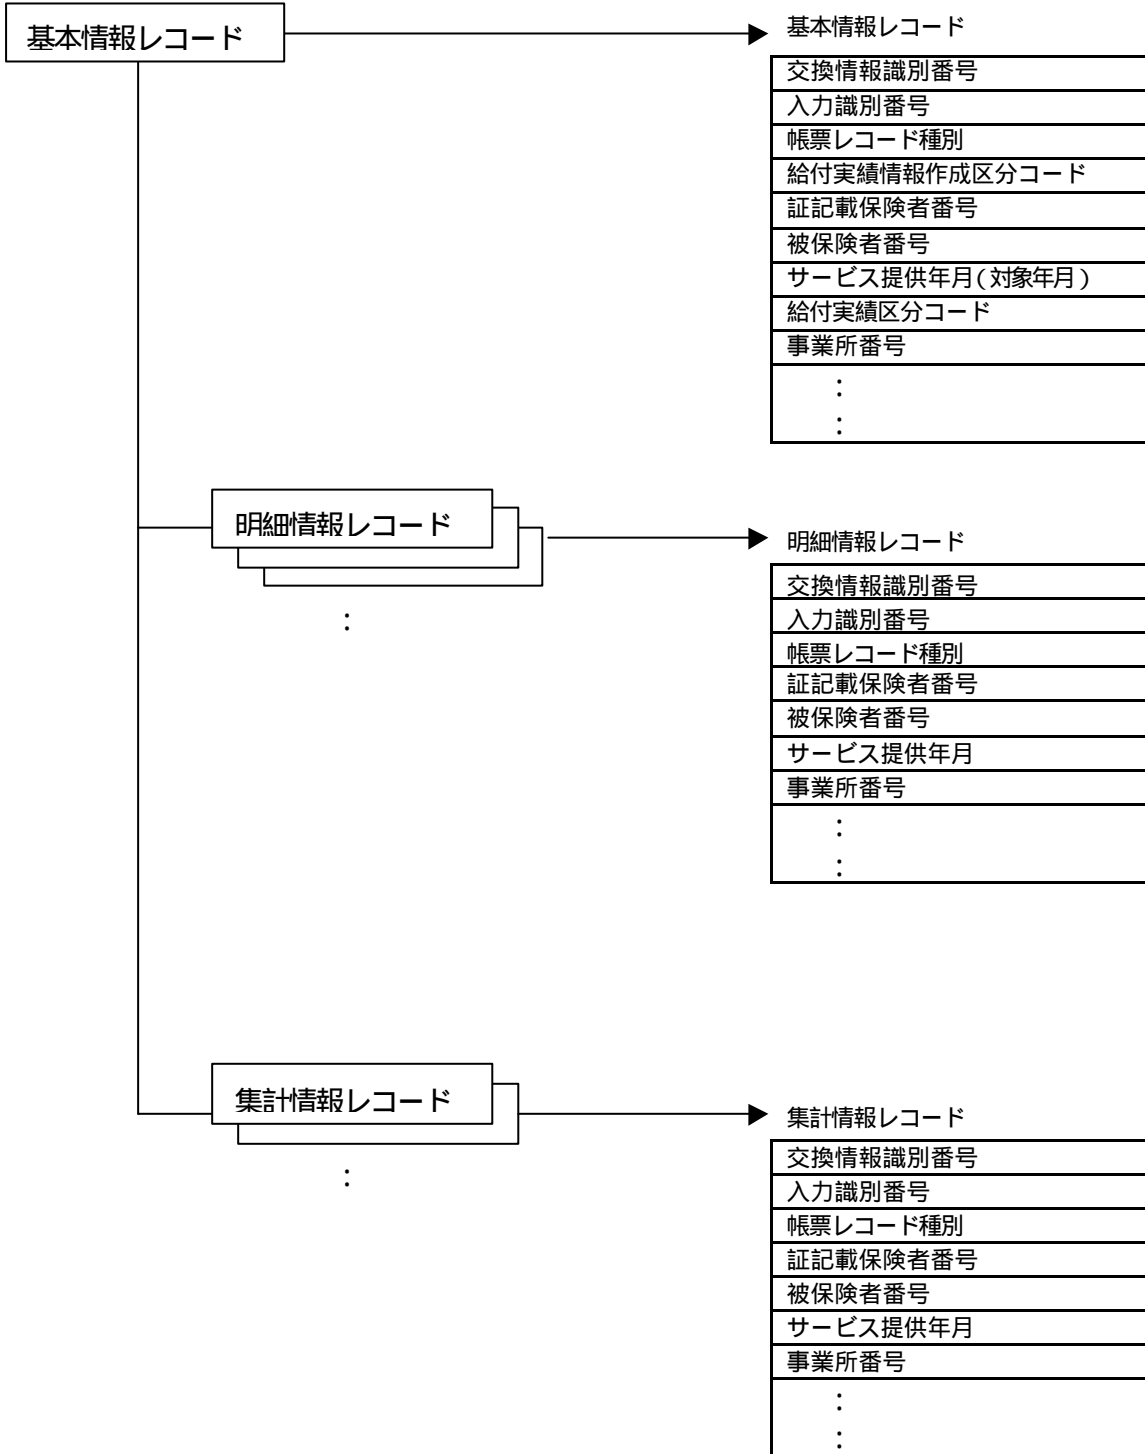 基本情報レコード
基本情報レコード
交換情報識別番号
入力識別番号
帳票レコード種別
給付実績情報作成区分コード
証記載保険者番号
被保険者番号
サービス提供年月(対象年月)
給付実績区分コード
事業所番号
：
：
明細情報レコード
：
明細情報レコード
交換情報識別番号
入力識別番号
帳票レコード種別
証記載保険者番号
被保険者番号
サービス提供年月
事業所番号
：
：
集計情報レコード
：
集計情報レコード
交換情報識別番号
入力識別番号
帳票レコード種別
証記載保険者番号
被保険者番号
サービス提供年月
事業所番号
：
：